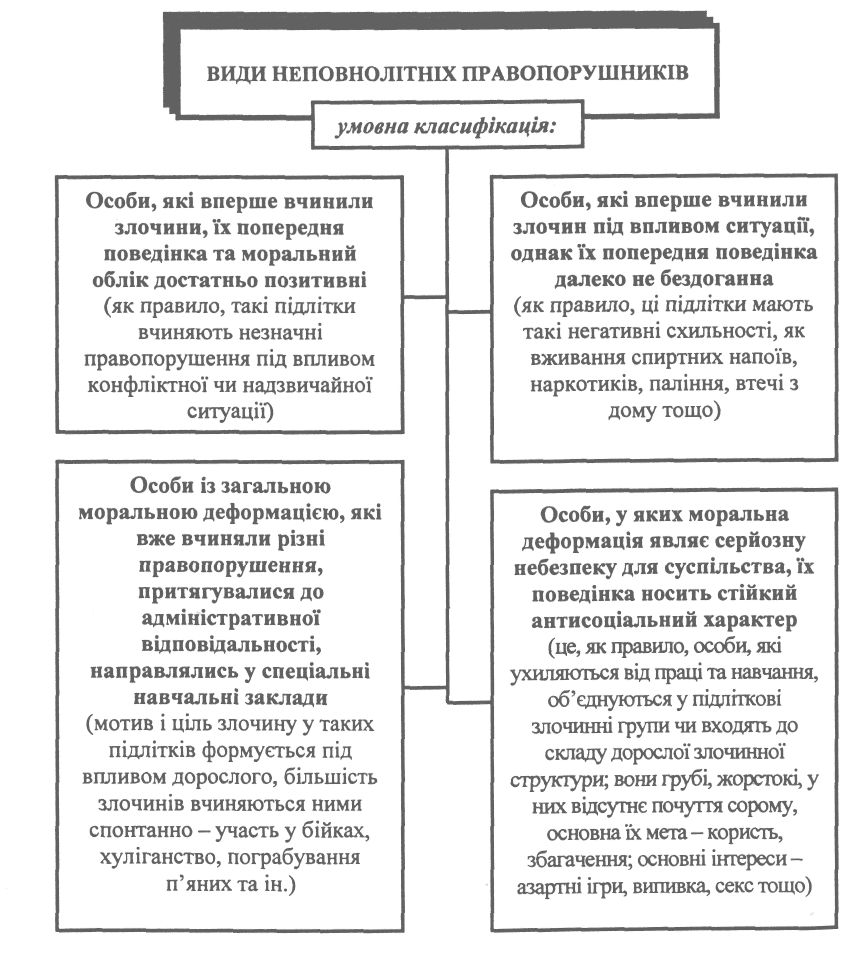 ВИДИ НЕПОВНОЛІТНІХ ПРАВОПОРУШНИКІВ
умовна класифікація:
Особи, які вперше вчинили
злочини, їх попередня
поведінка та моральний
облік достатньо позитивні
(як правило, такі підлітки
вчиняють незначні
правопорушення під впливом
конфліктної чи надзвичайної
ситуації)
Особи, які вперше вчинили
злочин під впливом ситуації,
однак їх попередня поведінка
далеко не бездоганна
(як правило, ці підлітки мають
такі негативні схильності, як
вживання спиртних напоїв,
наркотиків, паління, втечі з
дому тощо)
Особи із загальною
моральною деформацією, які
вже вчиняли різні
правопорушення,
притягувалися до
адміністративної
відповідальності,
направлялись у спеціальні
навчальні заклади
(мотив і ціль злочину у таких
підлітків формується під
впливом дорослого, більшість
злочинів вчиняються ними
спонтанно – участь у бійках,
хуліганство, пограбування
п’яних та ін.)
Особи, у яких моральна
деформація являє серйозну
небезпеку для суспільства, їх
поведінка носить стійкий
антисоціальний характер
(це, як правило, особи, які
ухиляються від праці та навчання,
об’єднуються у підліткові
злочинні групи чи входять до
складу дорослої злочинної
структури; вони грубі, жорстокі, у
них відсутнє почуття сорому,
основна їх мета – користь,
збагачення; основні інтереси –
азартні ігри, випивка, секс тощо)